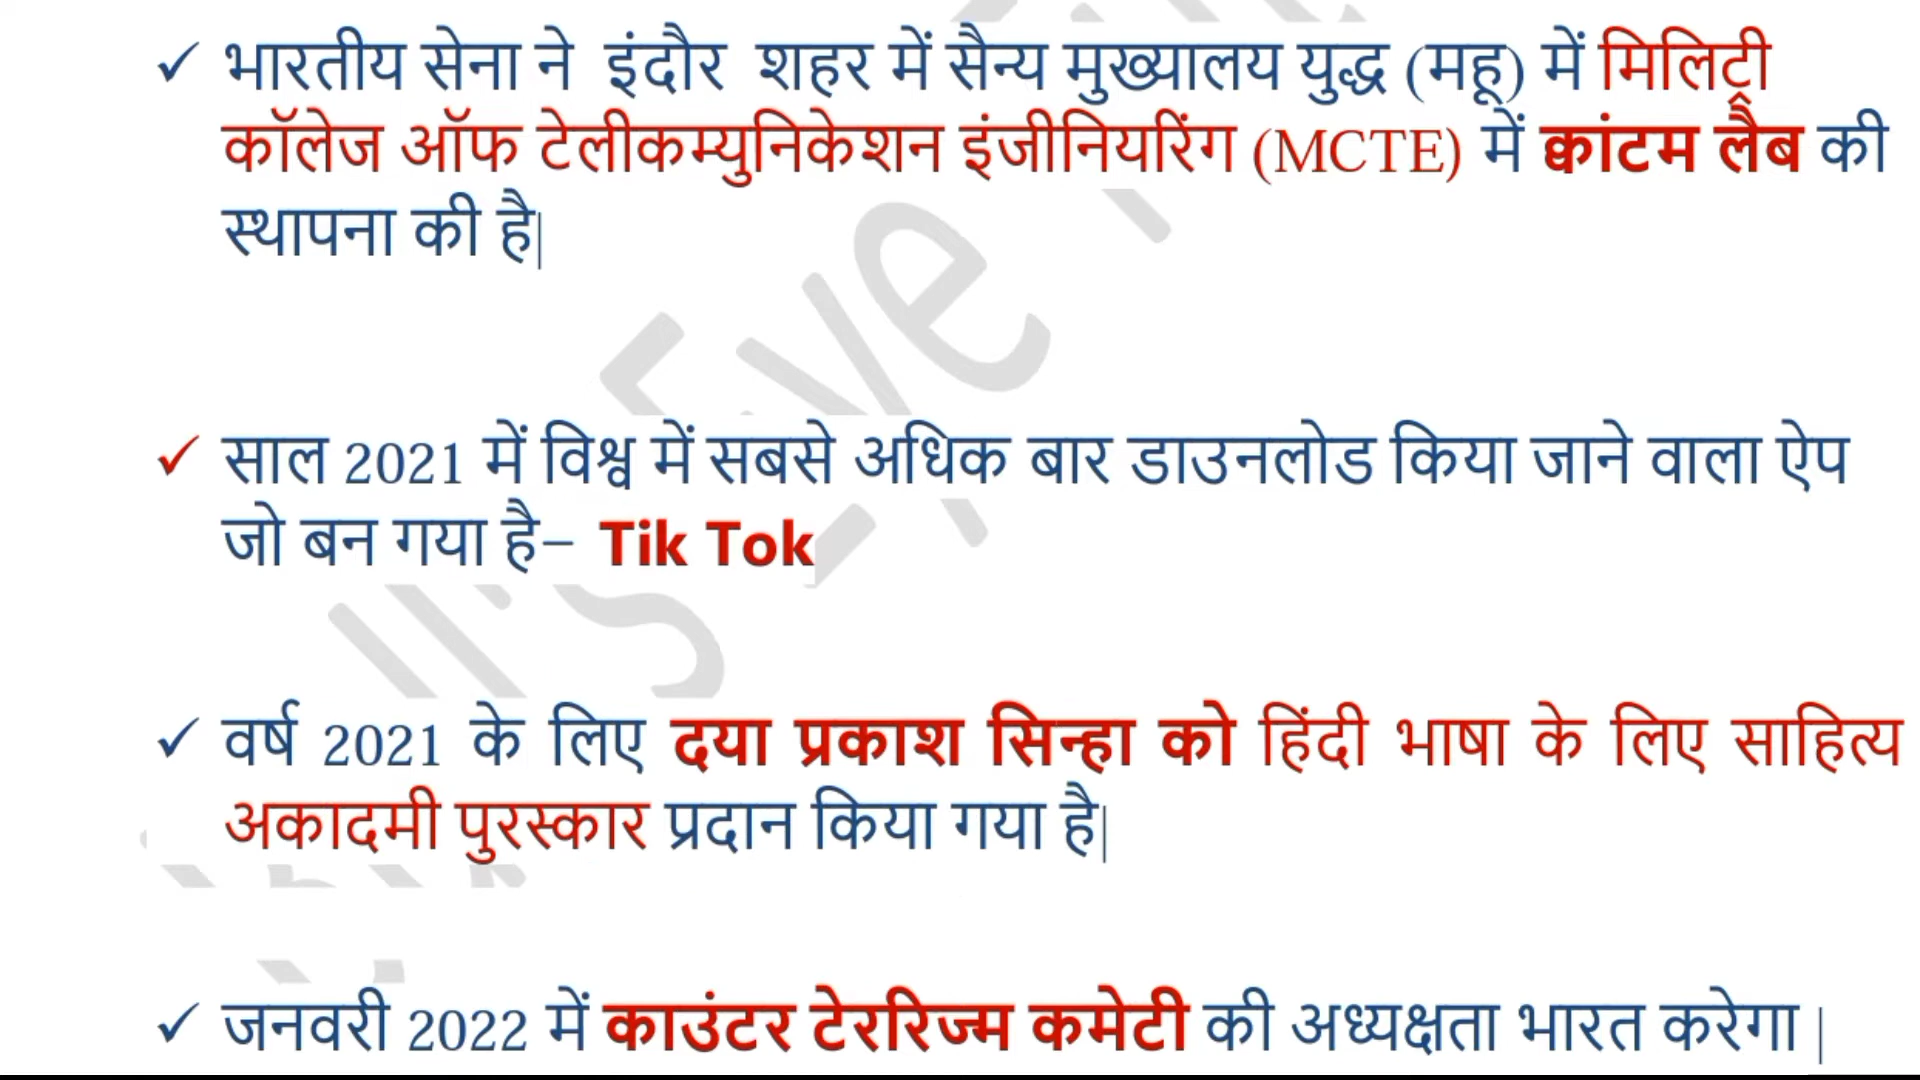 ✓ भारतीय सेना ने इंदौर शहर में सैन्य मुख्यालय युद्ध (महू) में मिलिट्री
कॉलेज ऑफ टेलीकम्युनिकेशन इंजीनियरिंग (MCTE) में क्वांटम लैब की
स्थापना की है|
✓ साल 2021 में विश्व में सबसे अधिक बार डाउनलोड किया जाने वाला ऐप
जो बन गया है– Tik Tok
✓ वर्ष 2021 के लिए दया प्रकाश सिन्हा को हिंदी भाषा के लिए साहित्य
अकादमी पुरस्कार प्रदान किया गया है|
✓ जनवरी 2022 में काउंटर टेररिज्म कमेटी की अध्यक्षता भारत करेगा |